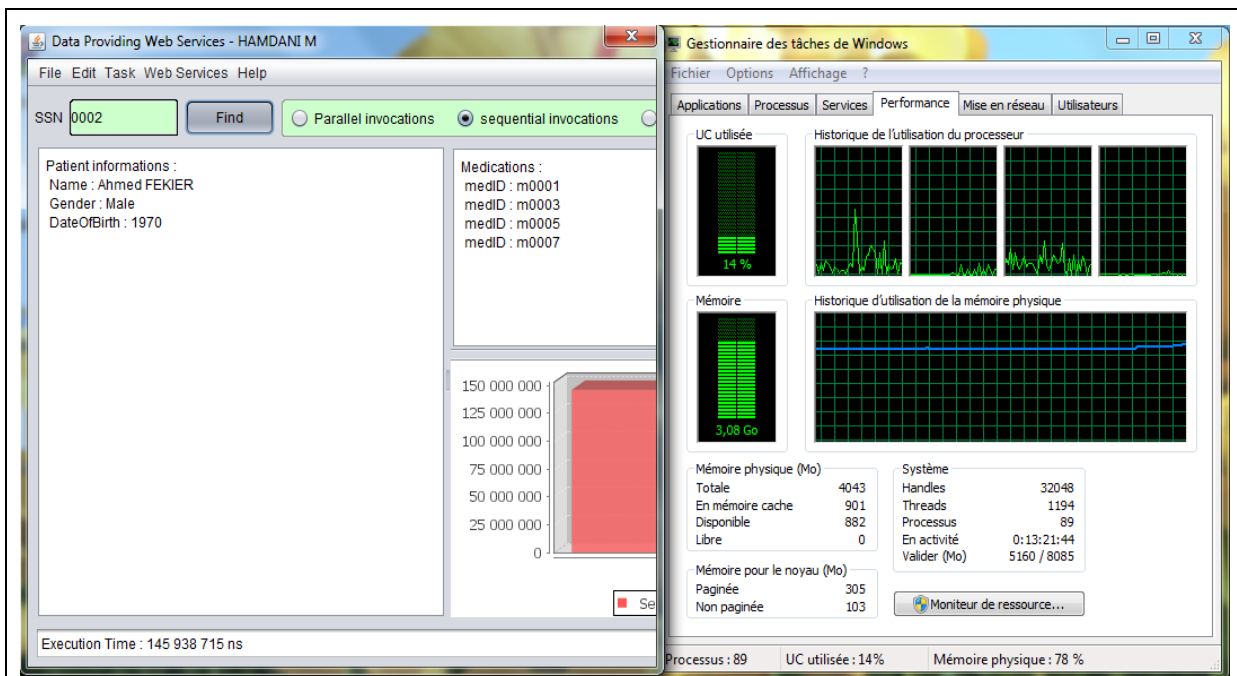 Data Providing Web Services - HAMDANI M
File Edit Task Web Services Help
SSN 0002 Find Parallel invocations sequential invocations
Patient informations :
Name : Ahmed FEKIER
Gender : Male
DateOfBirth : 1970
Medications :
medID : m0001
medID : m0003
medID : m0005
medID : m0007
150 000 000
125 000 000
100 000 000
75 000 000
50 000 000
25 000 000
0
Se
Execution Time : 145 938 715 ns
Gestionnaire des tâches de Windows
Fichier Options Affichage ?
Applications Processus Services Performance Mise en réseau Utilisateurs
UC utilisée Historique de l'utilisation du processeur
14 %
Mémoire Historique d'utilisation de la mémoire physique
3,08 Go
Mémoire physique (Mo)
Totale 4043
En mémoire cache 901
Disponible 882
Libre 0
Système
Handles 32048
Threads 1194
Processus 89
En activité 0:13:21:44
Valider (Mo) 5160 / 8085
Mémoire pour le noyau (Mo)
Paginée 305
Non paginée 103
Moniteur de ressource...
Processus : 89 UC utilisée : 14% Mémoire physique : 78 %